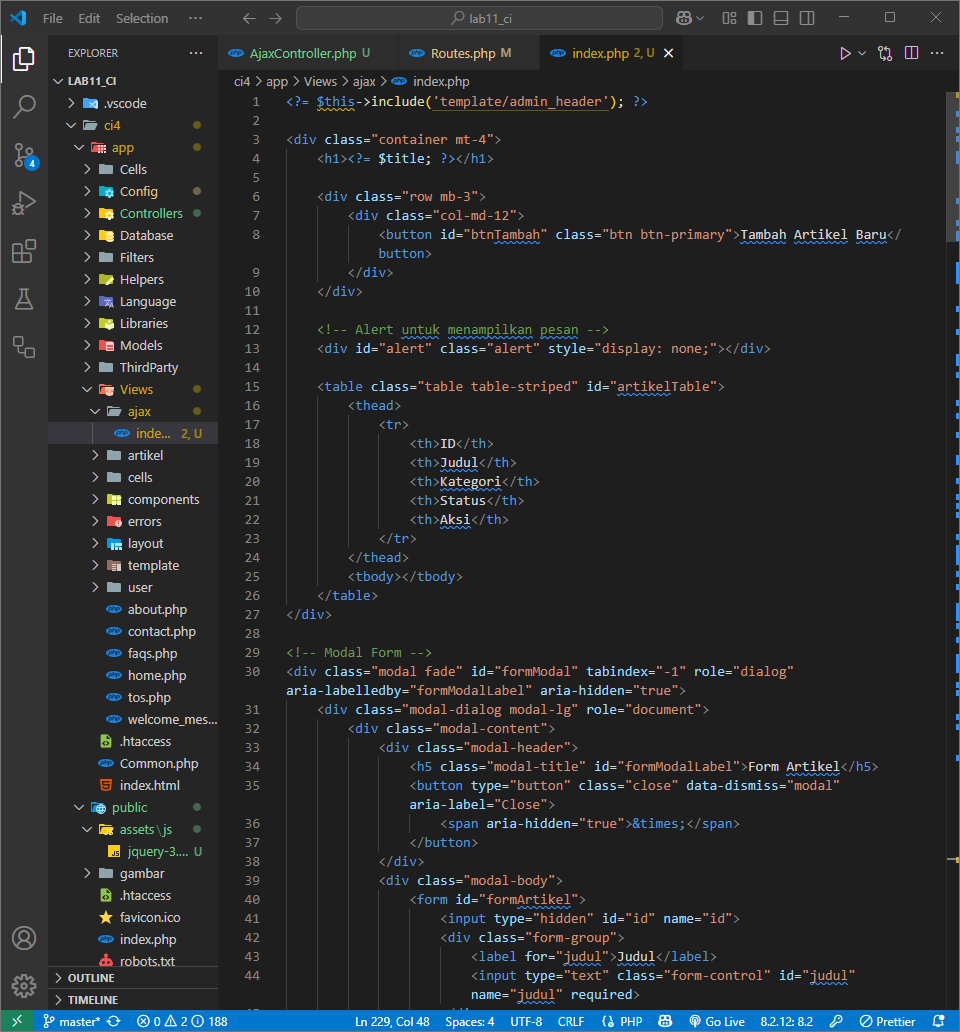 File Edit Selection ··· lab11_ci
EXPLORER ···
LAB11_CI
.vscode
ci4
app
Cells
Config
Controllers
Database
Filters
Helpers
Language
Libraries
Models
ThirdParty
Views
ajax
inde... 2, U
artikel
cells
components
errors
layout
template
user
about.php
contact.php
faqs.php
home.php
tos.php
welcome_mes...
.htaccess
Common.php
index.html
public
assets\js
jquery-3.... U
gambar
.htaccess
favicon.ico
index.php
robots.txt
OUTLINE
TIMELINE
4
AjaxController.php U Routes.php M index.php 2, U
ci4 > app > Views > ajax > index.php
1 <?= $this->include('template/admin_header'); ?>
2
3 <div class="container mt-4">
4 <h1><?= $title; ?></h1>
5
6 <div class="row mb-3">
7 <div class="col-md-12">
8 <button id="btnTambah" class="btn btn-primary">Tambah Artikel Baru</
button>
9 </div>
10 </div>
11
12 <!-- Alert untuk menampilkan pesan -->
13 <div id="alert" class="alert" style="display: none;"></div>
14
15 <table class="table table-striped" id="artikelTable">
16 <thead>
17 <tr>
18 <th>ID</th>
19 <th>Judul</th>
20 <th>Kategori</th>
21 <th>Status</th>
22 <th>Aksi</th>
23 </tr>
24 </thead>
25 <tbody></tbody>
26 </table>
27 </div>
28
29 <!-- Modal Form -->
30 <div class="modal fade" id="formModal" tabindex="-1" role="dialog"
aria-labelledby="formModalLabel" aria-hidden="true">
31 <div class="modal-dialog modal-lg" role="document">
32 <div class="modal-content">
33 <div class="modal-header">
34 <h5 class="modal-title" id="formModalLabel">Form Artikel</h5>
35 <button type="button" class="close" data-dismiss="modal"
aria-label="Close">
36 <span aria-hidden="true">&times;</span>
37 </button>
38 </div>
39 <div class="modal-body">
40 <form id="formArtikel">
41 <input type="hidden" id="id" name="id">
42 <div class="form-group">
43 <label for="judul">Judul</label>
44 <input type="text" class="form-control" id="judul"
name="judul" required>
master* 0 2 188 Ln 229, Col 48 Spaces: 4 UTF-8 CRLF PHP Go Live 8.2.12: 8.2 Prettier